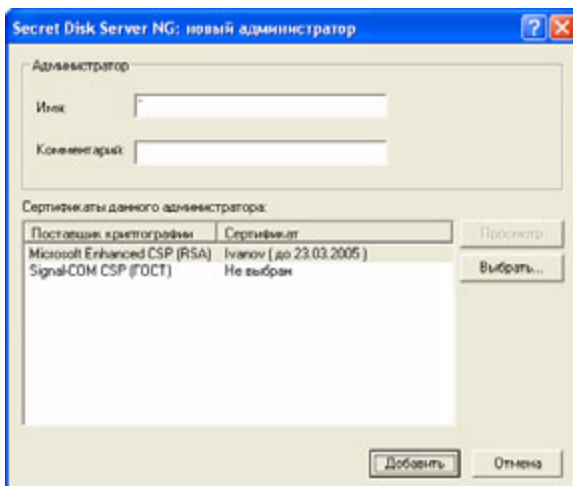 Secret Disk Server NG: новый администратор
Администратор
Имя:
Комментарий:
Сертификаты данного администратора:
Поставщик криптографии Сертификат
Просмотр
Microsoft Enhanced CSP (RSA) Ivanov ( до 23.03.2005 )
Signal-COM CSP (ГОСТ) Не выбран
Выбрать...
Добавить Отмена